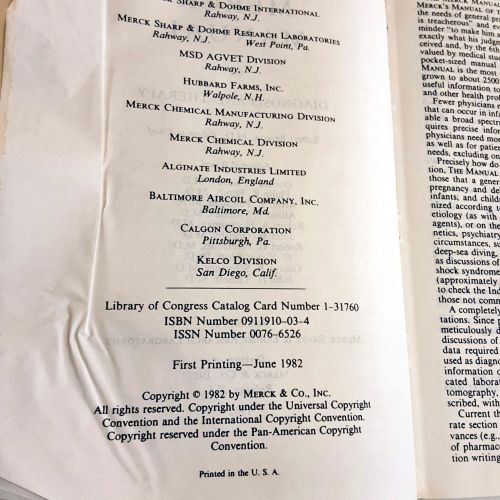 SHARP & DOHME INTERNATIONAL
Rahway, N.J.
MERCK SHARP & DOHME RESEARCH LABORATORIES
Rahway, N.J. West Point, Pa.
MSD AGVET DIVISION
Rahway, N.J.
HUBBARD FARMS, INC.
Walpole, N.H.
MERCK CHEMICAL MANUFACTURING DIVISION
Rahway, N.J.
MERCK CHEMICAL DIVISION
Rahway, N.J.
ALGINATE INDUSTRIES LIMITED
London, England
BALTIMORE AIRCOIL COMPANY, INC.
Baltimore, Md.
CALGON CORPORATION
Pittsburgh, Pa.
KELCO DIVISION
San Diego, Calif.
Library of Congress Catalog Card Number 1-31760
ISBN Number 0911910-03-4
ISSN Number 0076-6526
First Printing—June 1982
Copyright © 1982 by MERCK & CO., INC.
All rights reserved. Copyright under the Universal Copyright
Convention and the International Copyright Convention.
Copyright reserved under the Pan-American Copyright
Convention.
Printed in the U. S. A.
MERCK'S MANUAL OF
the needs of general
is treacherous" and
minder "to make him a
exactly what his judgm
ceived and, by the 6th
valued by medical stud
pocket-sized manual
MANUAL is the most
grown to about 2500
useful information to
and other health prof
Fewer physicians
that can occur in inf
able a broad spectrum
quires precise infor
physicians need more
as well as for patie
needs, excluding on
Precisely how do
tion, THE MANUAL
those that a gener
pregnancy and de
infants, and child
nized according to
etiology (as with
agents), or on the
netics, psychiatry
circumstances, su
deep-sea diving,
as discussions of
shock syndrome
(approximately
to check the Ind
those not comm
A completely
tations. Since p
meticulously d
discussions of
data required
used as diagno
information o
cated laborat
tomography,
scribed, with
Current th
rate section
vances (e.g.,
of pharmaco
tion writing